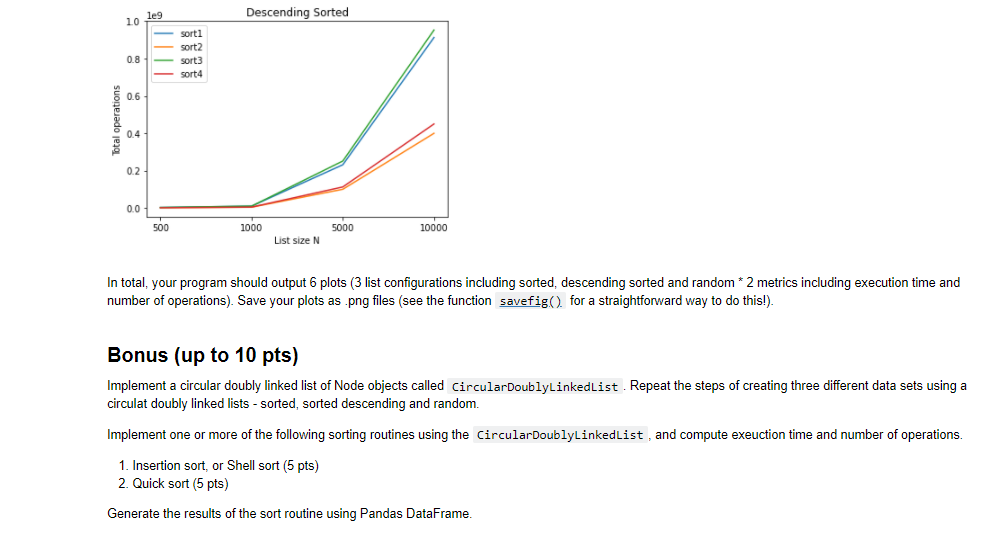 1e9
Descending Sorted
1.0
0.8
0.6
0.4
0.2
0.0
Total operations
sort1
sort2
sort3
sort4
500
1000
5000
10000
List size N
In total, your program should output 6 plots (3 list configurations including sorted, descending sorted and random * 2 metrics including execution time and
number of operations). Save your plots as .png files (see the function savefig() for a straightforward way to do this!).
Bonus (up to 10 pts)
Implement a circular doubly linked list of Node objects called CircularDoublyLinkedList . Repeat the steps of creating three different data sets using a
circulat doubly linked lists - sorted, sorted descending and random.
Implement one or more of the following sorting routines using the CircularDoublyLinkedList , and compute exeuction time and number of operations.
1. Insertion sort, or Shell sort (5 pts)
2. Quick sort (5 pts)
Generate the results of the sort routine using Pandas DataFrame.